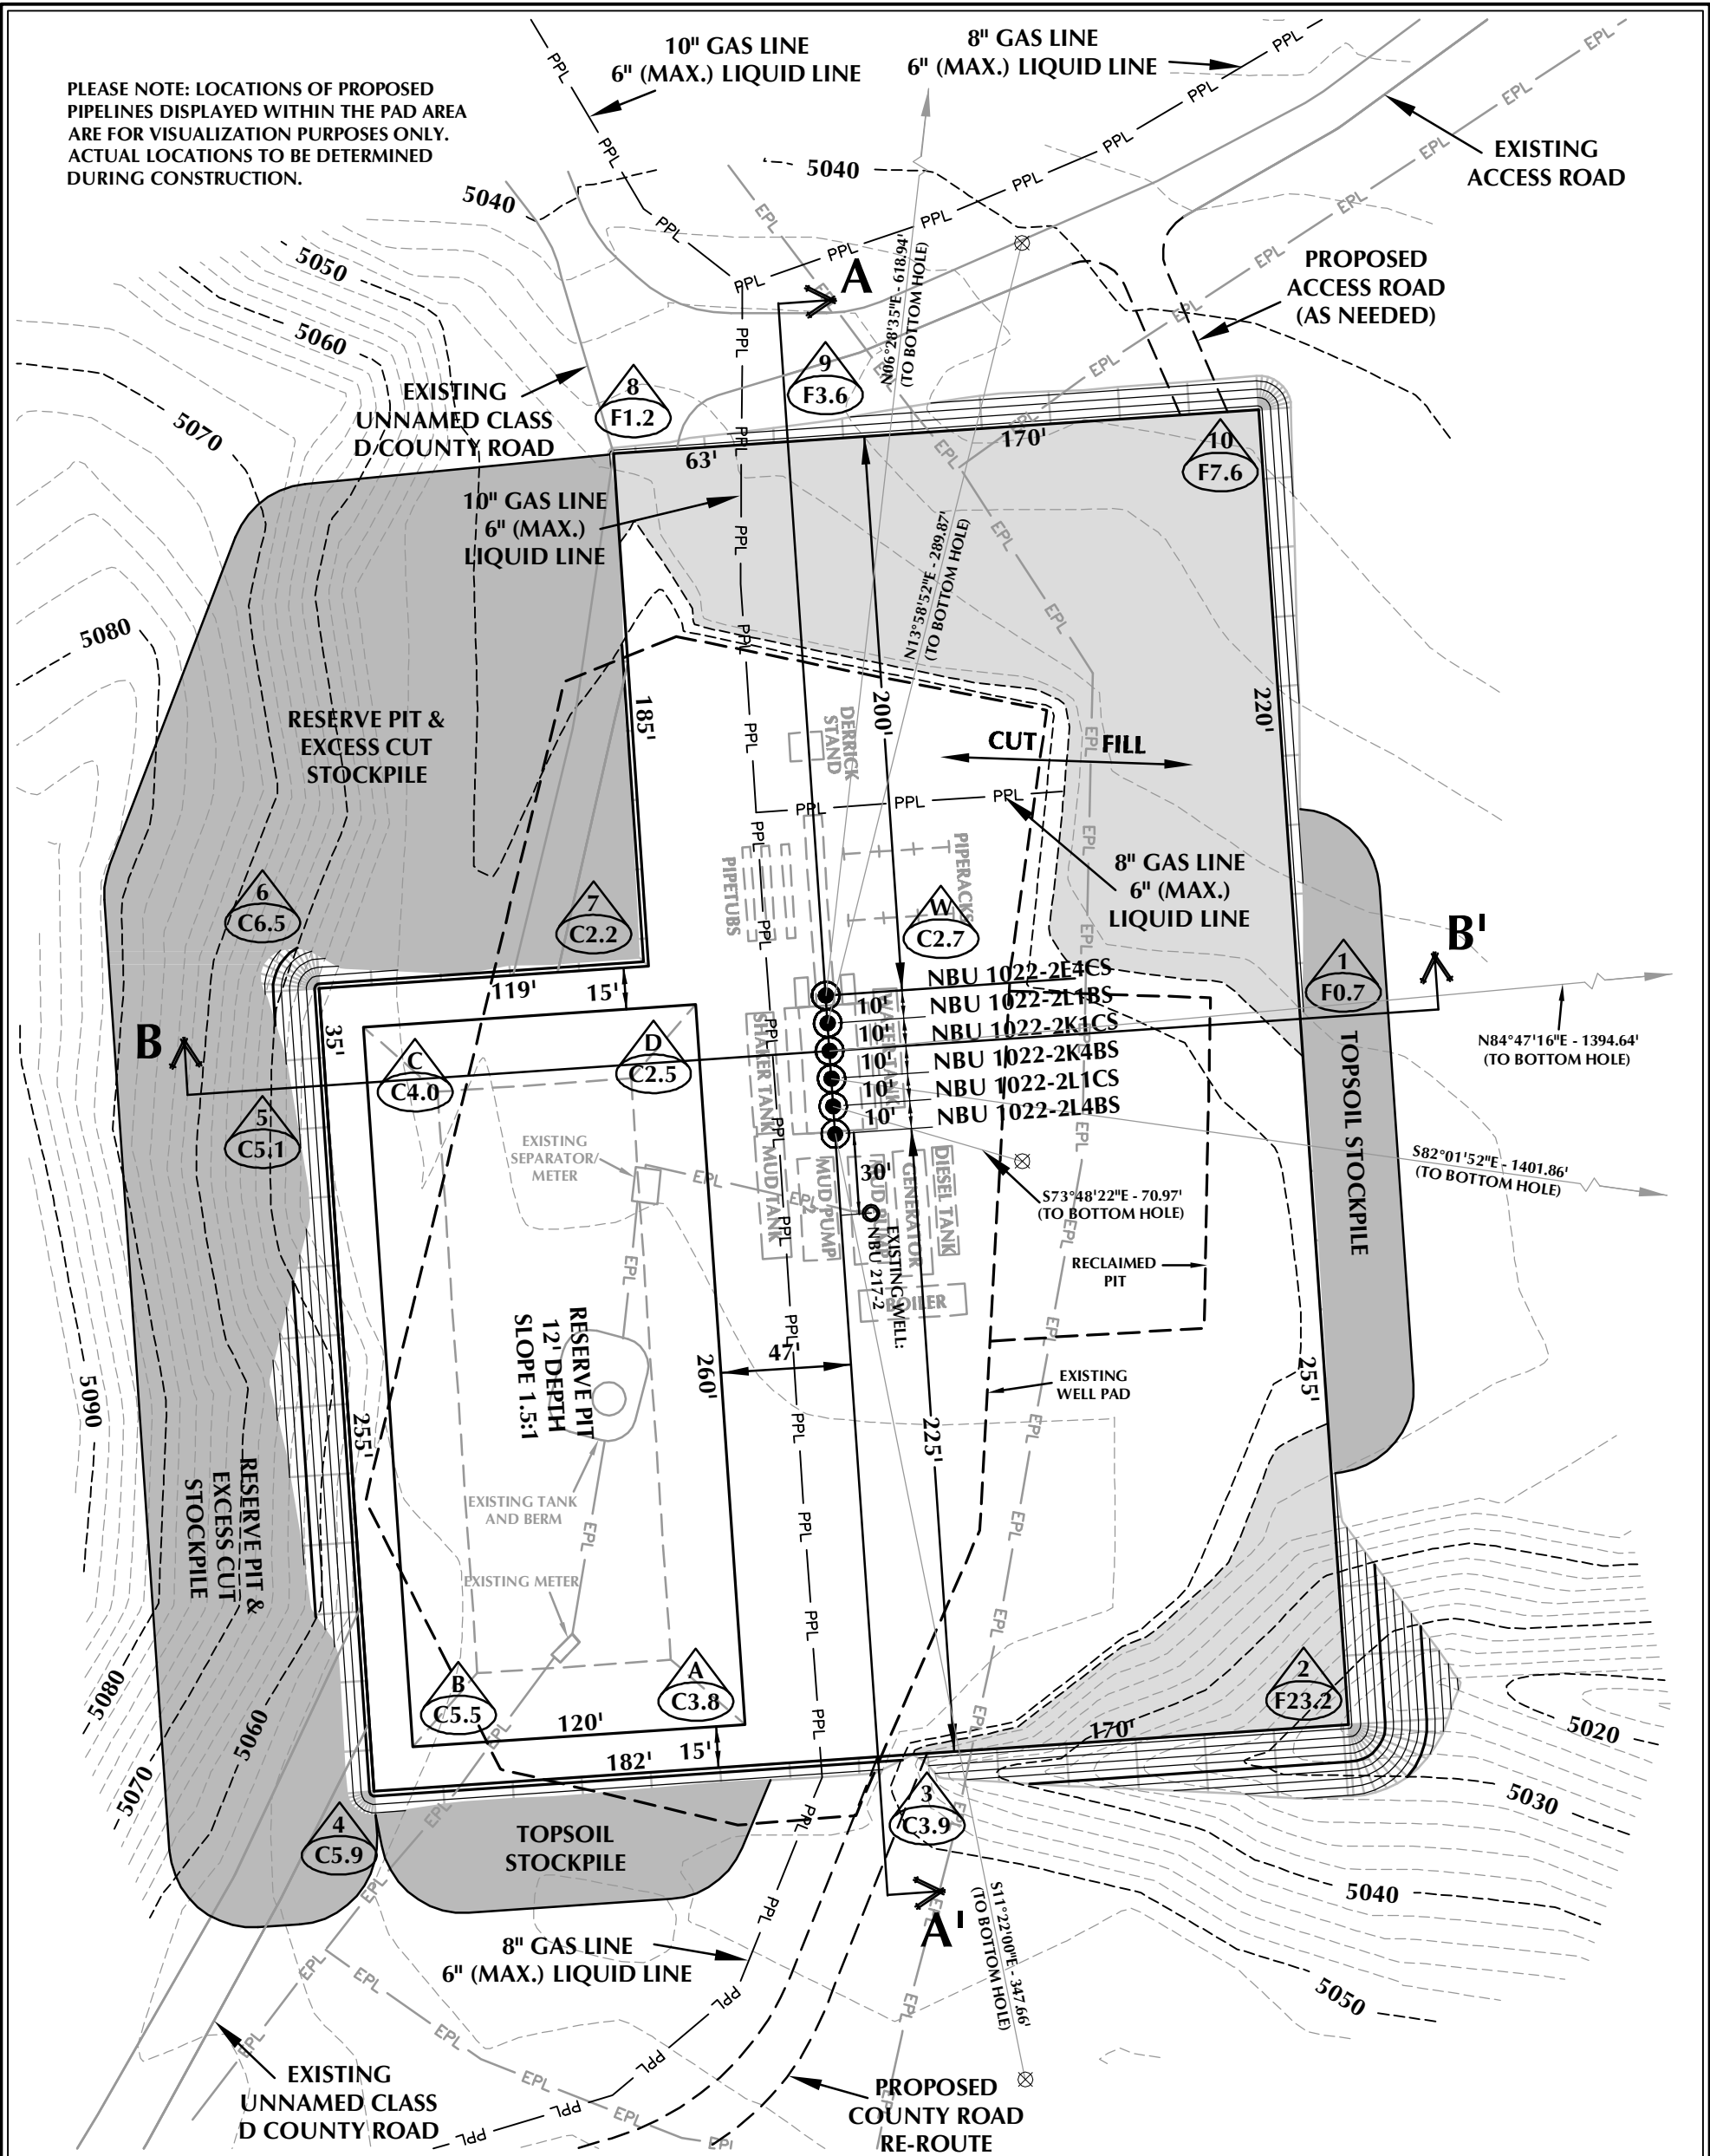 PLEASE NOTE: LOCATIONS OF PROPOSED
PIPELINES DISPLAYED WITHIN THE PAD AREA
ARE FOR VISUALIZATION PURPOSES ONLY.
ACTUAL LOCATIONS TO BE DETERMINED
DURING CONSTRUCTION.
10" GAS LINE
6" (MAX.) LIQUID LINE
8" GAS LINE
6" (MAX.) LIQUID LINE
EXISTING
ACCESS ROAD
PROPOSED
ACCESS ROAD
(AS NEEDED)
5040
5040
5050
5060
5070
5080
EXISTING
UNNAMED CLASS
D COUNTY ROAD
A
8
F1.2
9
F3.6
10
F7.6
N06°28'35"E - 618.94'
(TO BOTTOM HOLE)
N13°58'52"E - 289.87'
(TO BOTTOM HOLE)
63'
170'
10" GAS LINE
6" (MAX.)
LIQUID LINE
RESERVE PIT &
EXCESS CUT
STOCKPILE
185'
200'
220'
DERRICK
STAND
CUT
FILL
PIPETUBS
PIPERACKS
8" GAS LINE
6" (MAX.)
LIQUID LINE
6
C6.5
7
C2.2
W
C2.7
1
F0.7
B'
B
119'
15'
35'
NBU 1022-2E4CS
10'
NBU 1022-2L1BS
10'
NBU 1022-2K1CS
10'
NBU 1022-2K4BS
10'
NBU 1022-2L1CS
10'
NBU 1022-2L4BS
N84°47'16"E - 1394.64'
(TO BOTTOM HOLE)
S82°01'52"E - 1401.86'
(TO BOTTOM HOLE)
S73°48'22"E - 70.97'
(TO BOTTOM HOLE)
C
C4.0
D
C2.5
5
C5.1
SHAKER TANK
WATER TANK
MUD TANK
MUD PUMP
MUD PUMP
GENERATOR
DIESEL TANK
BOILER
30'
EXISTING WELL:
NBU 217-2
EXISTING
SEPARATOR/
METER
TOPSOIL STOCKPILE
RECLAIMED
PIT
EXISTING
WELL PAD
RESERVE PIT
12' DEPTH
SLOPE 1.5:1
260'
47'
225'
255'
255'
5090
RESERVE PIT &
EXCESS CUT
STOCKPILE
EXISTING TANK
AND BERM
EXISTING METER
B
C5.5
A
C3.8
2
F23.2
120'
15'
182'
170'
5080
5070
5060
5020
5030
5040
5050
4
C5.9
3
C3.9
TOPSOIL
STOCKPILE
A'
S11°22'00"E - 347.66'
(TO BOTTOM HOLE)
8" GAS LINE
6" (MAX.) LIQUID LINE
EXISTING
UNNAMED CLASS
D COUNTY ROAD
PROPOSED
COUNTY ROAD
RE-ROUTE
PPL
EPL